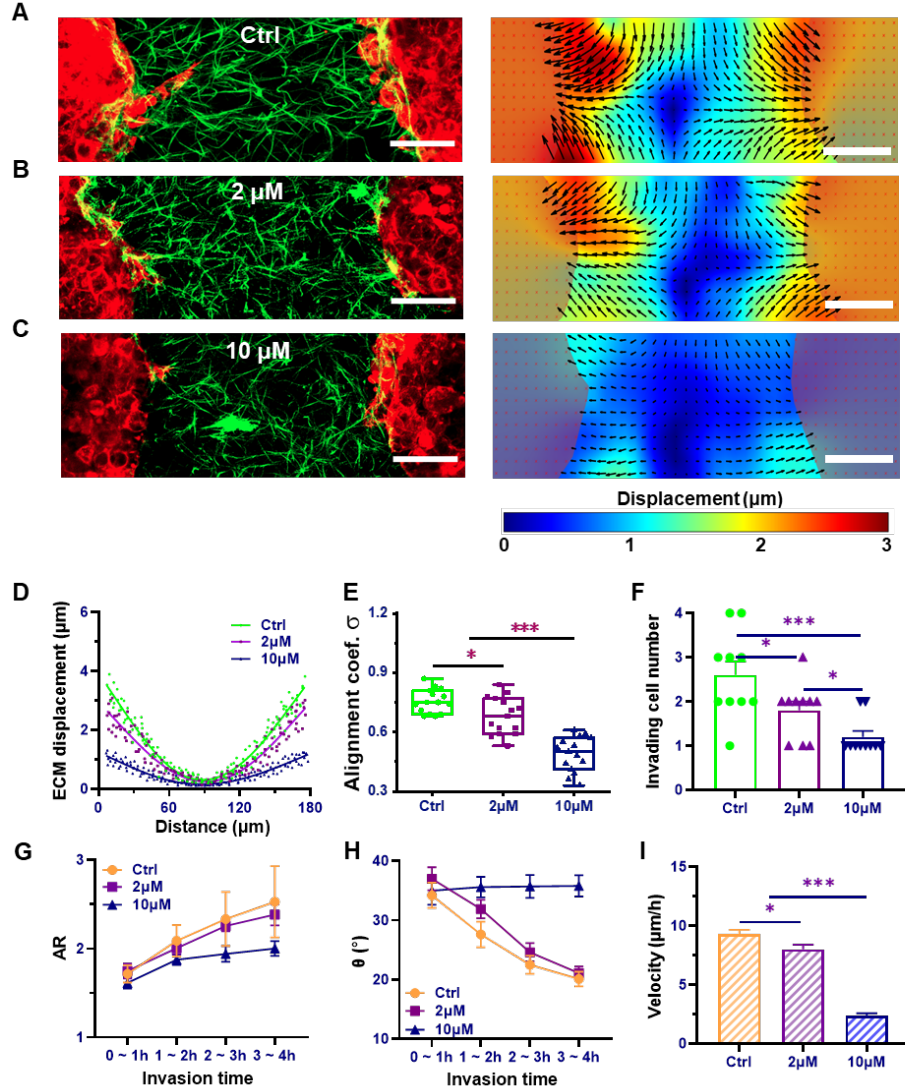 A
Ctrl
B
2 μM
C
10 μM
Displacement (μm)
0 1 2 3
D
ECM displacement (μm)
6
4
2
0
Ctrl
2μM
10μM
0 60 120 180
Distance (μm)
E
Alignment coef. σ
1.2
0.9
0.6
0.3
*
***
Ctrl 2μM 10μM
F
Invading cell number
4
3
2
1
0
***
*
*
Ctrl 2μM 10μM
G
AR
3
2
1
Ctrl
2μM
10μM
0 ~ 1h 1 ~ 2h 2 ~ 3h 3 ~ 4h
Invasion time
H
θ (°)
40
30
20
10
Ctrl
2μM
10μM
0 ~ 1h 1 ~ 2h 2 ~ 3h 3 ~ 4h
Invasion time
I
Velocity (μm/h)
15
10
5
0
***
*
Ctrl 2μM 10μM